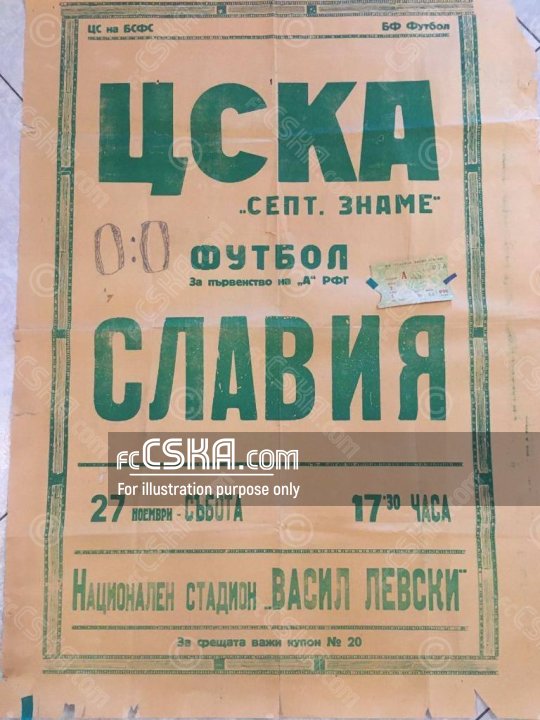 ЦС на БСФС
БФ Футбол
ЦСКА
„СЕПТ. ЗНАМЕ"
0:0
ФУТБОЛ
За първенство на „А" РФГ
СЛАВИЯ
fcCSKA.com
For illustration purpose only
27 НОЕМВРИ - СЪБОТА
17³⁰ ЧАСА
НАЦИОНАЛЕН СТАДИОН „ВАСИЛ ЛЕВСКИ"
За срещата важи купон № 20